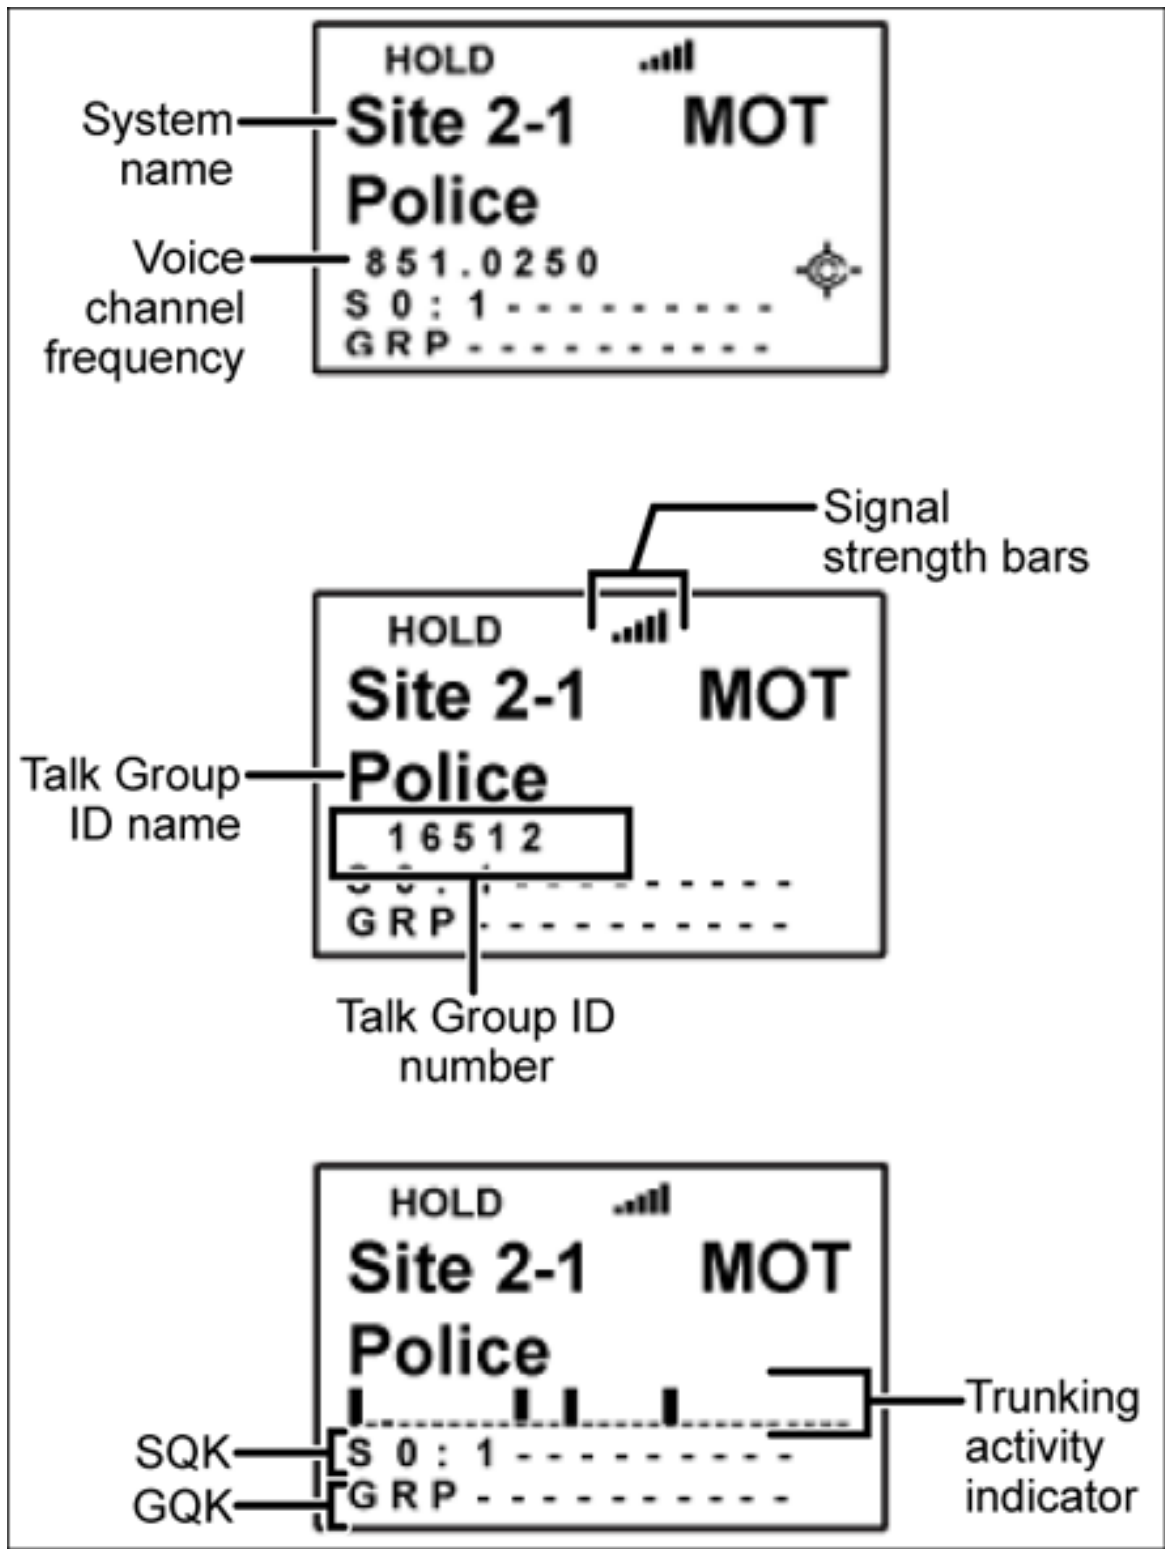 HOLD
System name
Site 2-1 MOT
Police
Voice channel frequency
851.0250
S 0 : 1 - - - - - - - - -
GRP - - - - - - - - - -
Signal strength bars
HOLD
Site 2-1 MOT
Talk Group ID name
Police
16512
GRP - - - - - - - - - -
Talk Group ID number
HOLD
Site 2-1 MOT
Police
Trunking activity indicator
SQK
S 0 : 1 - - - - - - - - -
GQK
GRP - - - - - - - - - -